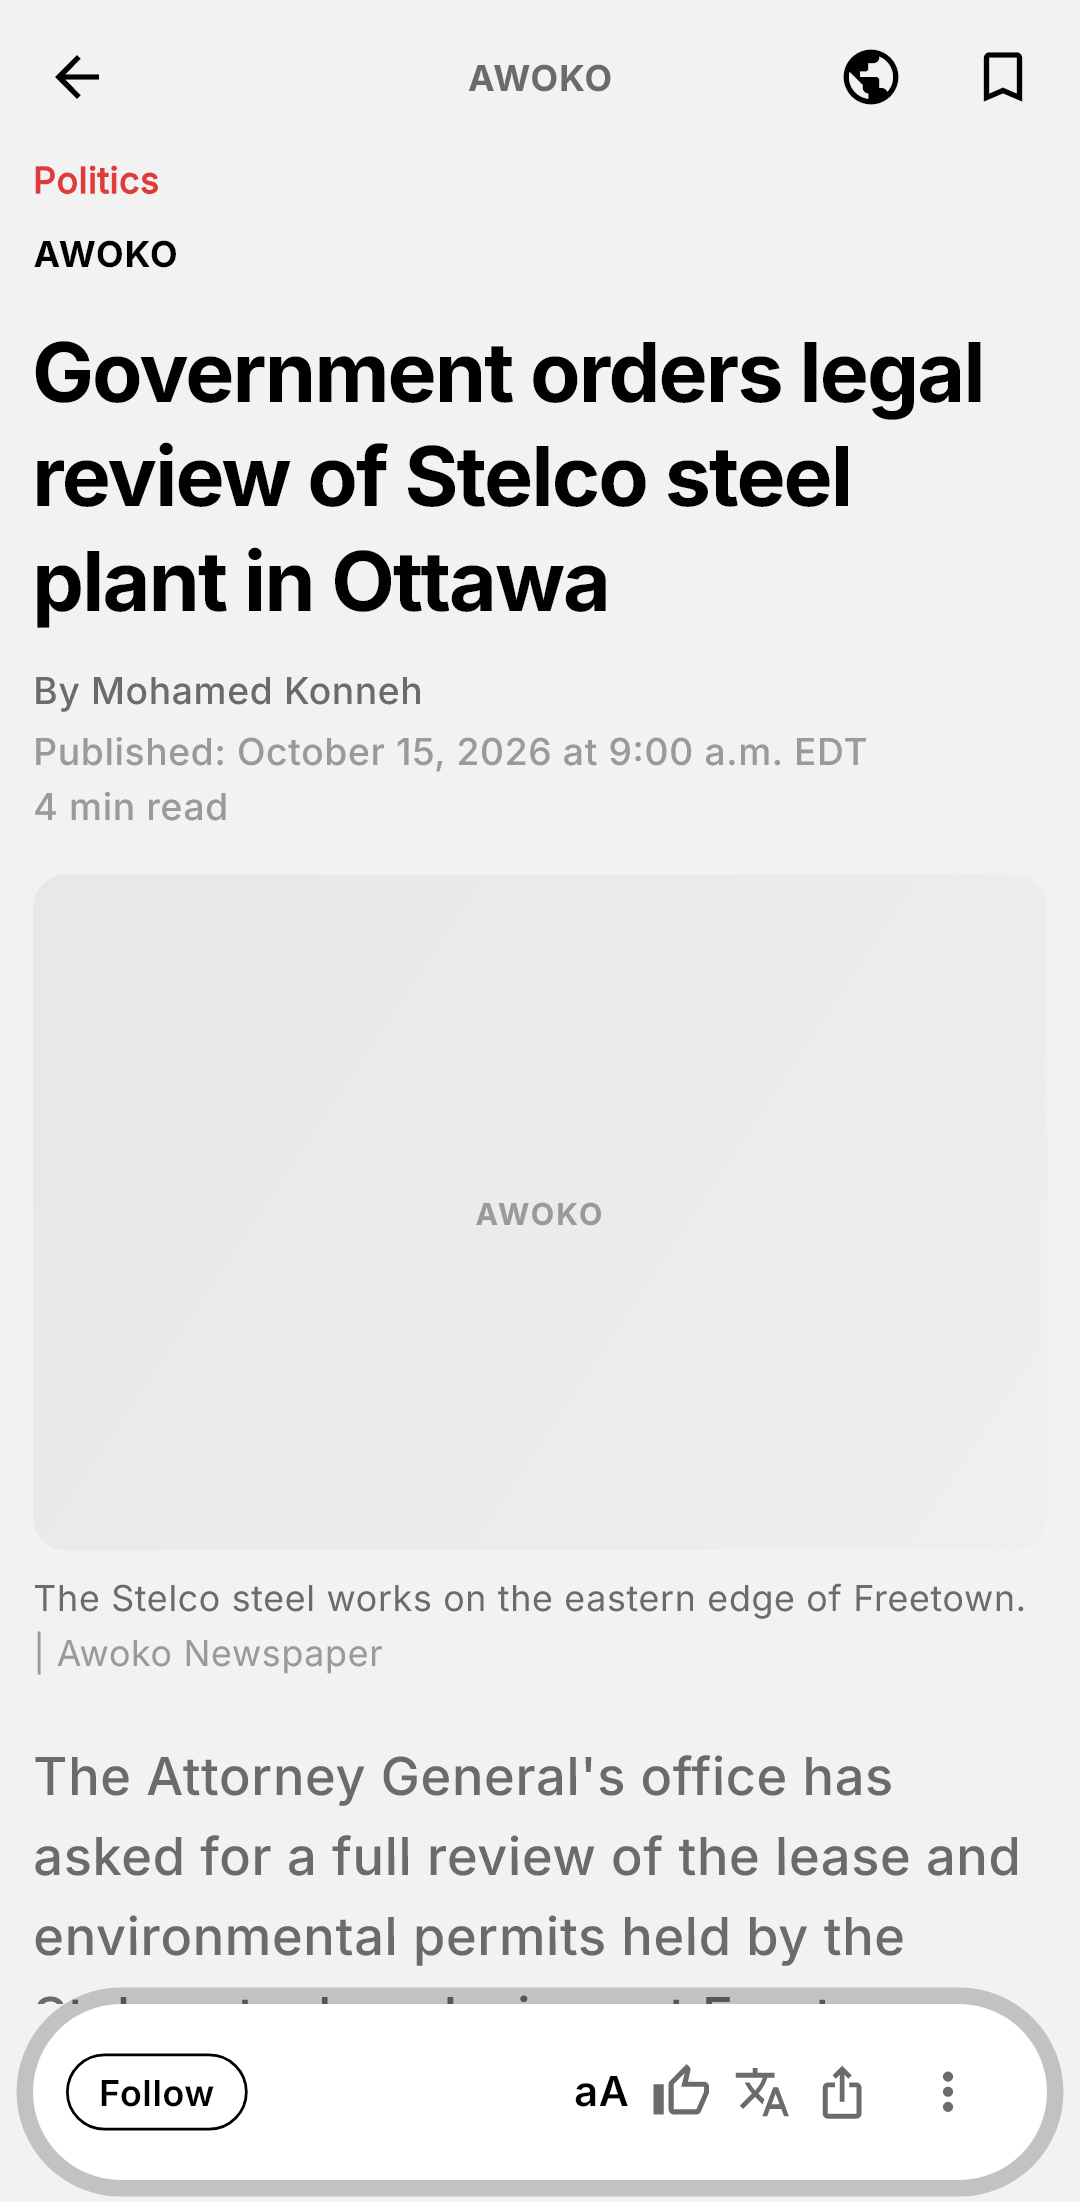 AWOKO
Politics
AWOKO
Government orders legal
review of Stelco steel
plant in Ottawa
By Mohamed Konneh
Published: October 15, 2026 at 9:00 a.m. EDT
4 min read
AWOKO
The Stelco steel works on the eastern edge of Freetown.
| Awoko Newspaper
The Attorney General's office has
asked for a full review of the lease and
environmental permits held by the
Follow
aA